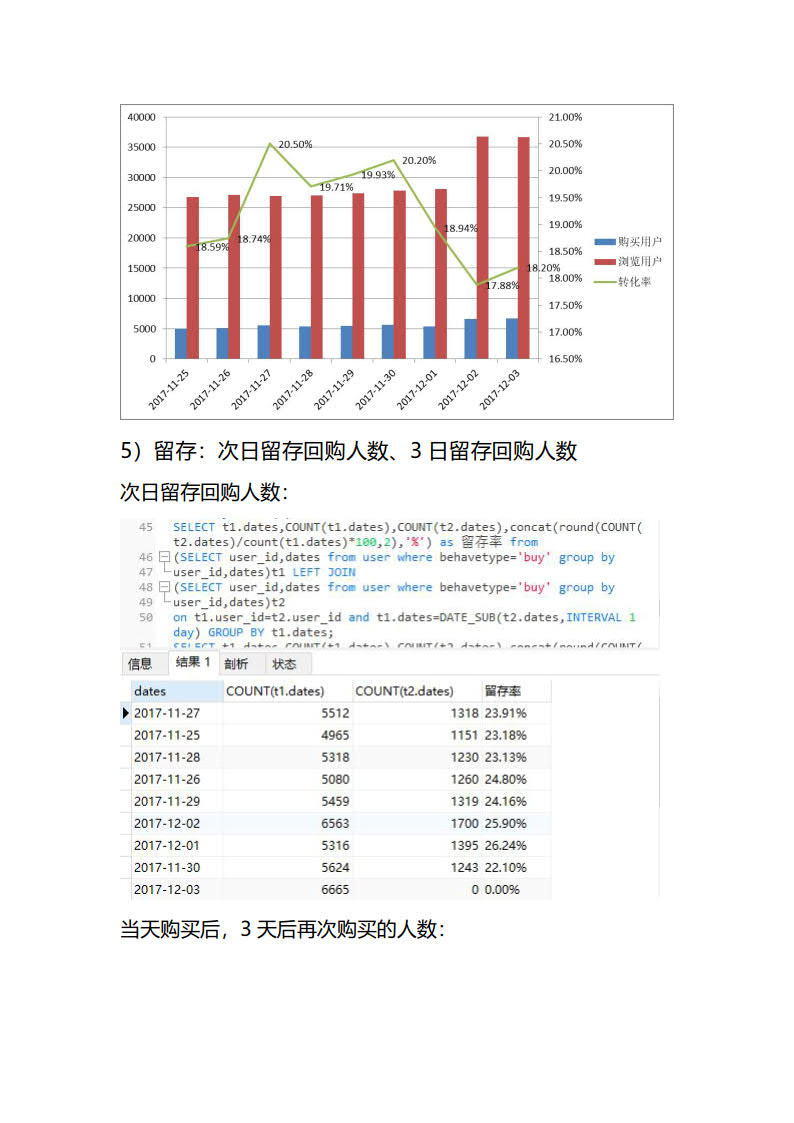 40000
35000
30000
25000
20000
15000
10000
5000
0
21.00%
20.50%
20.00%
19.50%
19.00%
18.50%
18.00%
17.50%
17.00%
16.50%
18.59%
18.74%
20.50%
19.71%
19.93%
20.20%
18.94%
17.88%
18.20%
2017-11-25
2017-11-26
2017-11-27
2017-11-28
2017-11-29
2017-11-30
2017-12-01
2017-12-02
2017-12-03
购买用户
浏览用户
转化率
5）留存：次日留存回购人数、3 日留存回购人数
次日留存回购人数：
45 SELECT t1.dates,COUNT(t1.dates),COUNT(t2.dates),concat(round(COUNT(
t2.dates)/count(t1.dates)*100,2),'%') as 留存率 from
46 (SELECT user_id,dates from user where behavetype='buy' group by
47 user_id,dates)t1 LEFT JOIN
48 (SELECT user_id,dates from user where behavetype='buy' group by
49 user_id,dates)t2
50 on t1.user_id=t2.user_id and t1.dates=DATE_SUB(t2.dates,INTERVAL 1
day) GROUP BY t1.dates;
51 SELECT t1.dates,COUNT(t1.dates),COUNT(t2.dates),concat(round(COUNT(
信息 结果 1 剖析 状态
dates COUNT(t1.dates) COUNT(t2.dates) 留存率
2017-11-27 5512 1318 23.91%
2017-11-25 4965 1151 23.18%
2017-11-28 5318 1230 23.13%
2017-11-26 5080 1260 24.80%
2017-11-29 5459 1319 24.16%
2017-12-02 6563 1700 25.90%
2017-12-01 5316 1395 26.24%
2017-11-30 5624 1243 22.10%
2017-12-03 6665 0 0.00%
当天购买后，3 天后再次购买的人数：